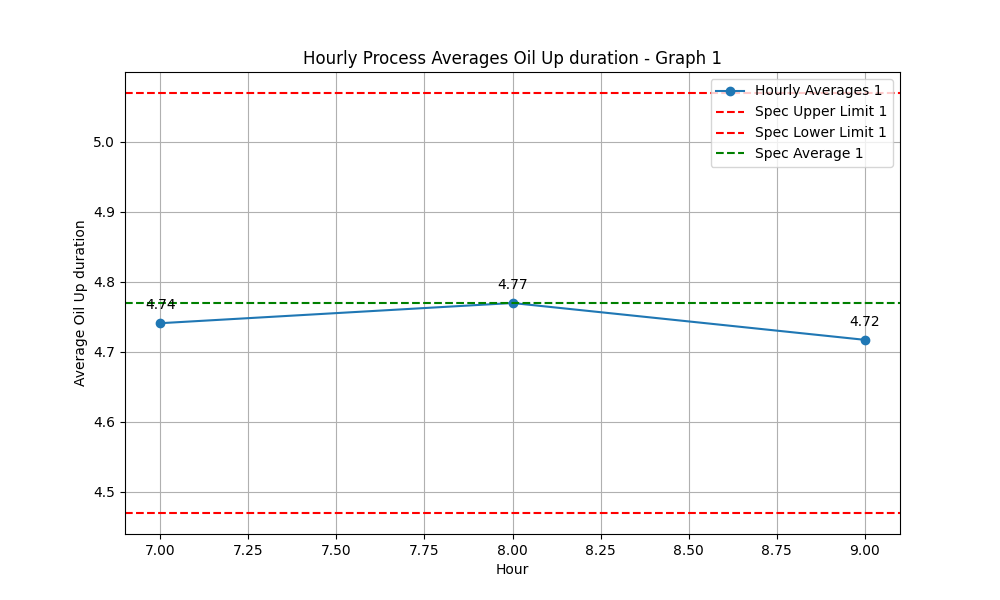 Hourly Process Averages Oil Up duration - Graph 1
Hourly Averages 1
Spec Upper Limit 1
Spec Lower Limit 1
Spec Average 1
Average Oil Up duration
5.0
4.9
4.8
4.7
4.6
4.5
4.74
4.77
4.72
7.00 7.25 7.50 7.75 8.00 8.25 8.50 8.75 9.00
Hour